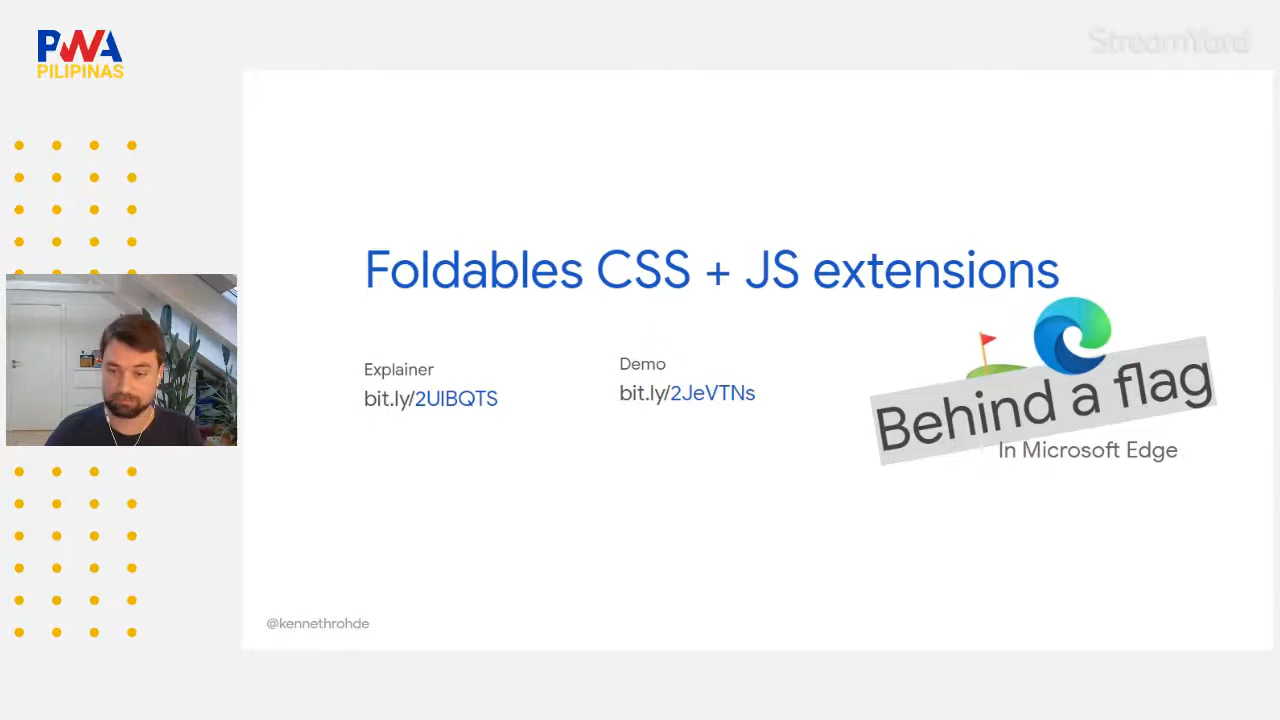 PWA
PILIPINAS
StreamYard
Foldables CSS + JS extensions
Explainer
bit.ly/2UIBQTS
Demo
bit.ly/2JeVTNs
Behind a flag
In Microsoft Edge
@kennethrohde